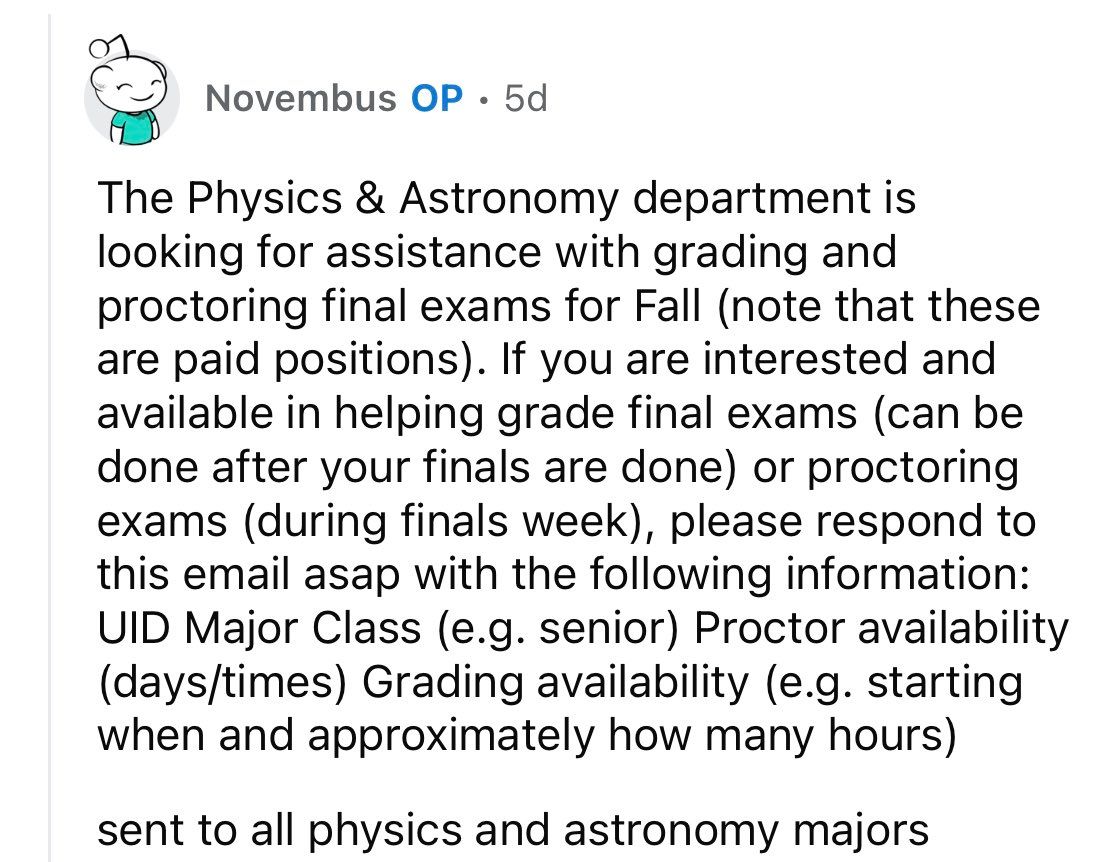 Novembus OP • 5d
The Physics & Astronomy department is
looking for assistance with grading and
proctoring final exams for Fall (note that these
are paid positions). If you are interested and
available in helping grade final exams (can be
done after your finals are done) or proctoring
exams (during finals week), please respond to
this email asap with the following information:
UID Major Class (e.g. senior) Proctor availability
(days/times) Grading availability (e.g. starting
when and approximately how many hours)
sent to all physics and astronomy majors